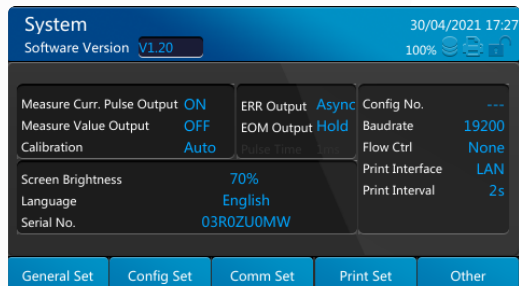 System
30/04/2021 17:27
Software Version V1.20
100%
Measure Curr. Pulse Output ON
Measure Value Output OFF
Calibration Auto
ERR Output Async
EOM Output Hold
Pulse Time 1ms
Config No. ---
Baudrate 19200
Flow Ctrl None
Print Interface LAN
Print Interval 2s
Screen Brightness 70%
Language English
Serial No. 03R0ZU0MW
General Set
Config Set
Comm Set
Print Set
Other